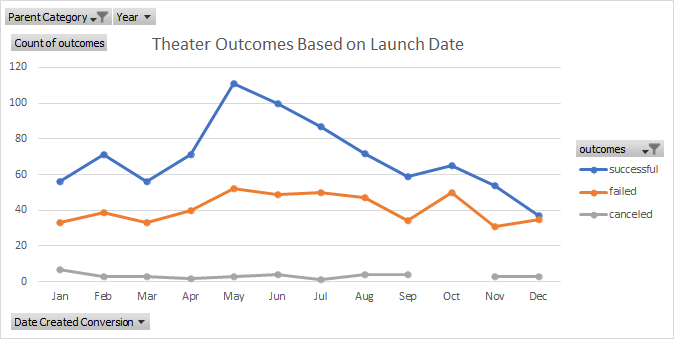 Parent Category Year
Count of outcomes
Theater Outcomes Based on Launch Date
120
100
80
60
40
20
0
Jan Feb Mar Apr May Jun Jul Aug Sep Oct Nov Dec
outcomes
successful
failed
canceled
Date Created Conversion